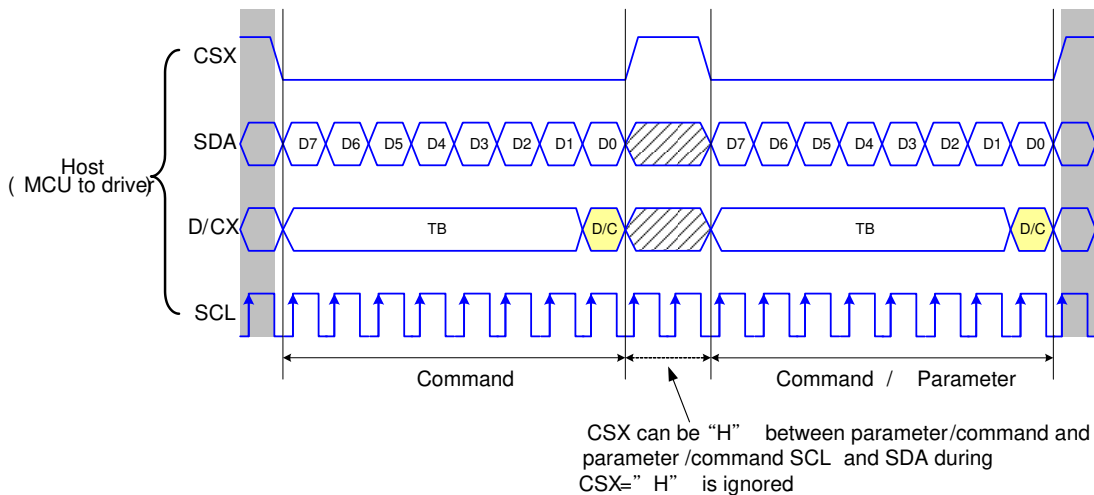 CSX
SDA D7 D6 D5 D4 D3 D2 D1 D0 D7 D6 D5 D4 D3 D2 D1 D0
Host
( MCU to driver)
D/CX TB D/C TB D/C
SCL
Command Command / Parameter
CSX can be “H” between parameter/command and
parameter /command SCL and SDA during
CSX=” H” is ignored